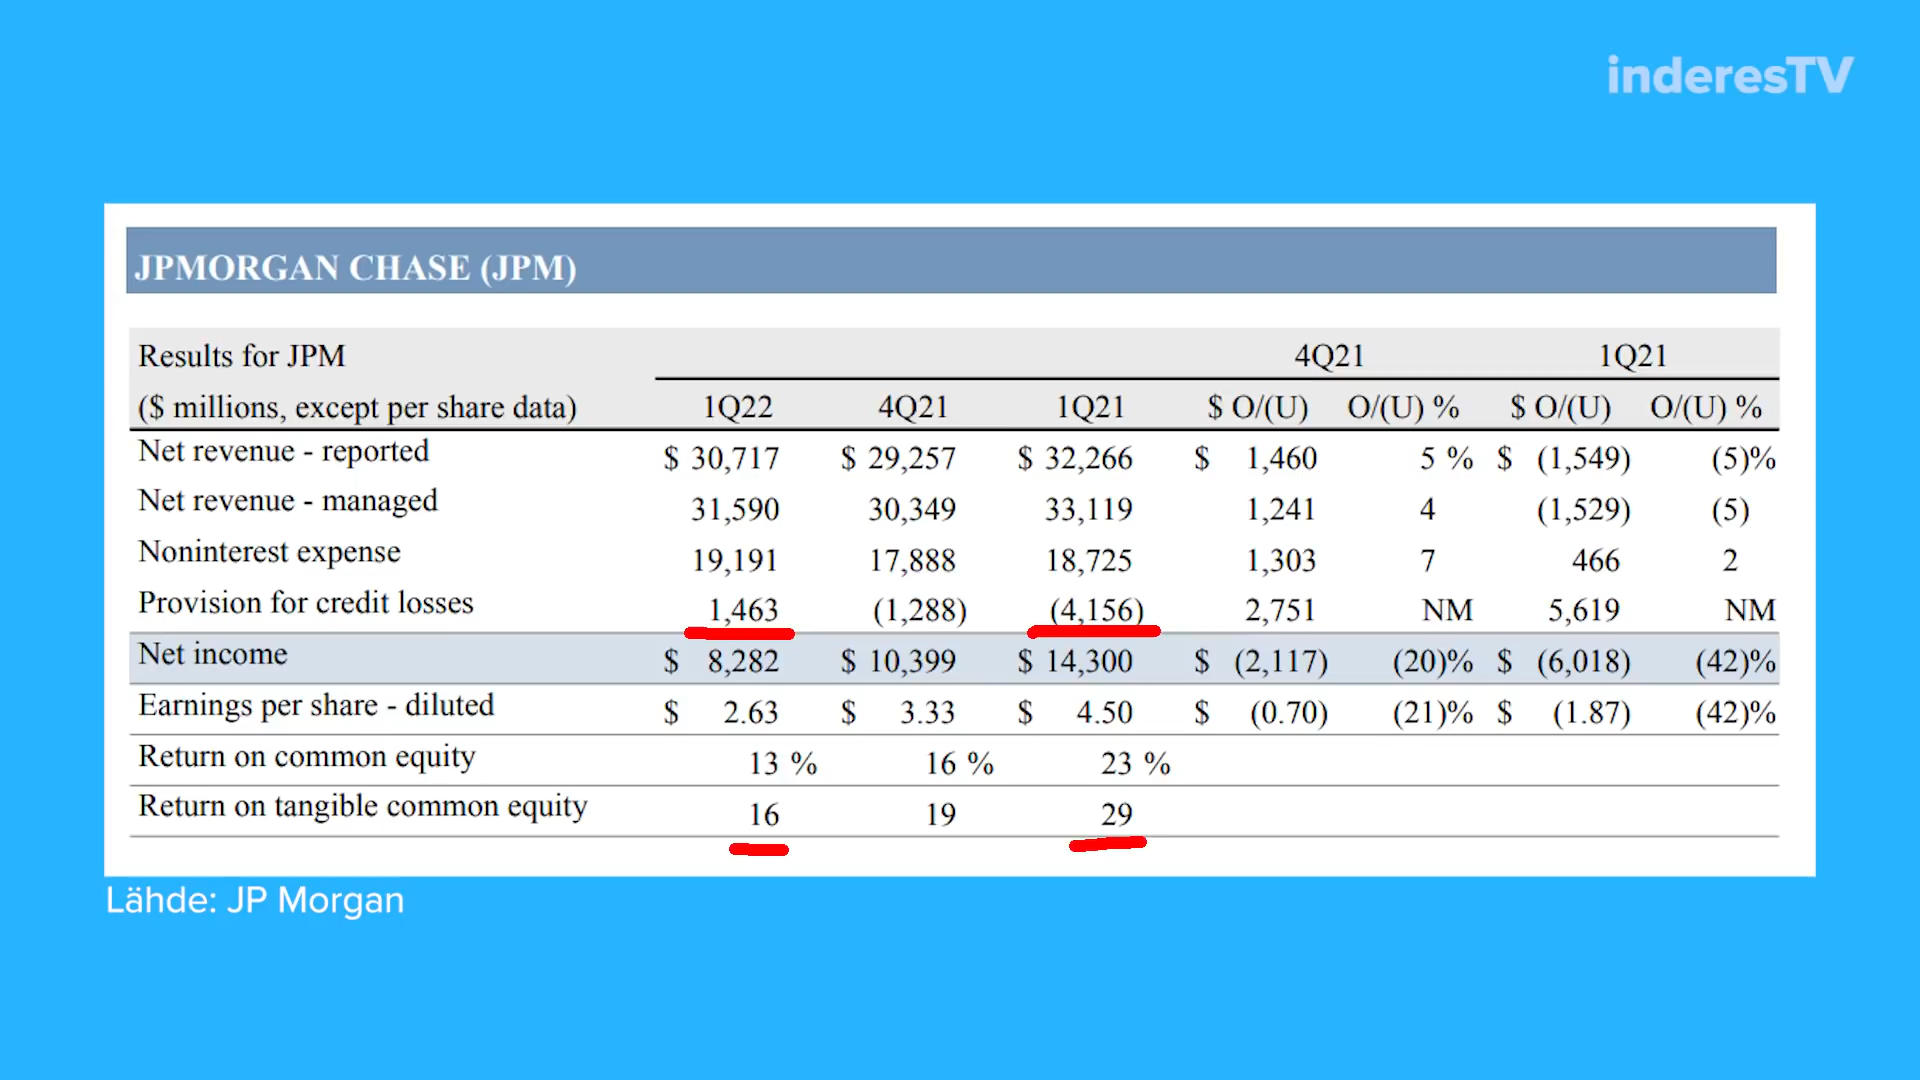 inderesTV
JPMORGAN CHASE (JPM)
Results for JPM 4Q21 1Q21
($ millions, except per share data) 1Q22 4Q21 1Q21 $ O/(U) O/(U) % $ O/(U) O/(U) %
Net revenue - reported $ 30,717 $ 29,257 $ 32,266 $ 1,460 5 % $ (1,549) (5)%
Net revenue - managed 31,590 30,349 33,119 1,241 4 (1,529) (5)
Noninterest expense 19,191 17,888 18,725 1,303 7 466 2
Provision for credit losses 1,463 (1,288) (4,156) 2,751 NM 5,619 NM
Net income $ 8,282 $ 10,399 $ 14,300 $ (2,117) (20)% $ (6,018) (42)%
Earnings per share - diluted $ 2.63 $ 3.33 $ 4.50 $ (0.70) (21)% $ (1.87) (42)%
Return on common equity 13 % 16 % 23 %
Return on tangible common equity 16 19 29
Lähde: JP Morgan